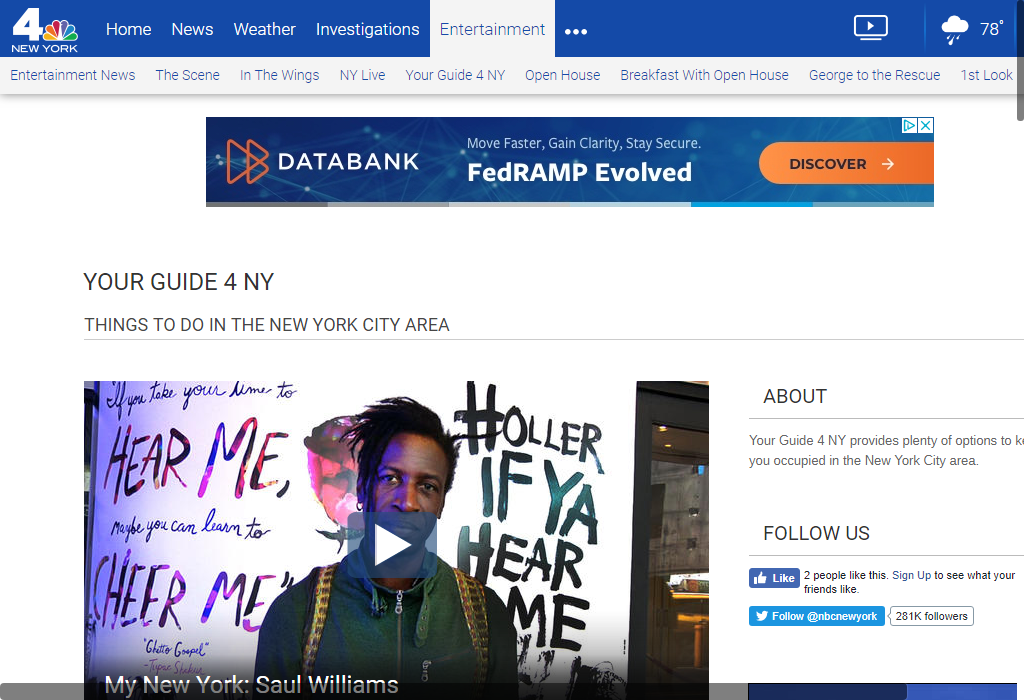 4
NEW YORK
Home
News
Weather
Investigations
Entertainment
78°
Entertainment News
The Scene
In The Wings
NY Live
Your Guide 4 NY
Open House
Breakfast With Open House
George to the Rescue
1st Look
DATABANK
Move Faster, Gain Clarity, Stay Secure.
FedRAMP Evolved
DISCOVER
YOUR GUIDE 4 NY
THINGS TO DO IN THE NEW YORK CITY AREA
If you take your time to
HEAR ME,
Maybe you can learn to
CHEER ME"
"Ghetto Gospel"
-Tupac Shakur
HOLLER
IF YA
HEAR
ME
My New York: Saul Williams
ABOUT
Your Guide 4 NY provides plenty of options to ke
you occupied in the New York City area.
FOLLOW US
Like
2 people like this. Sign Up to see what your
friends like.
Follow @nbcnewyork
281K followers